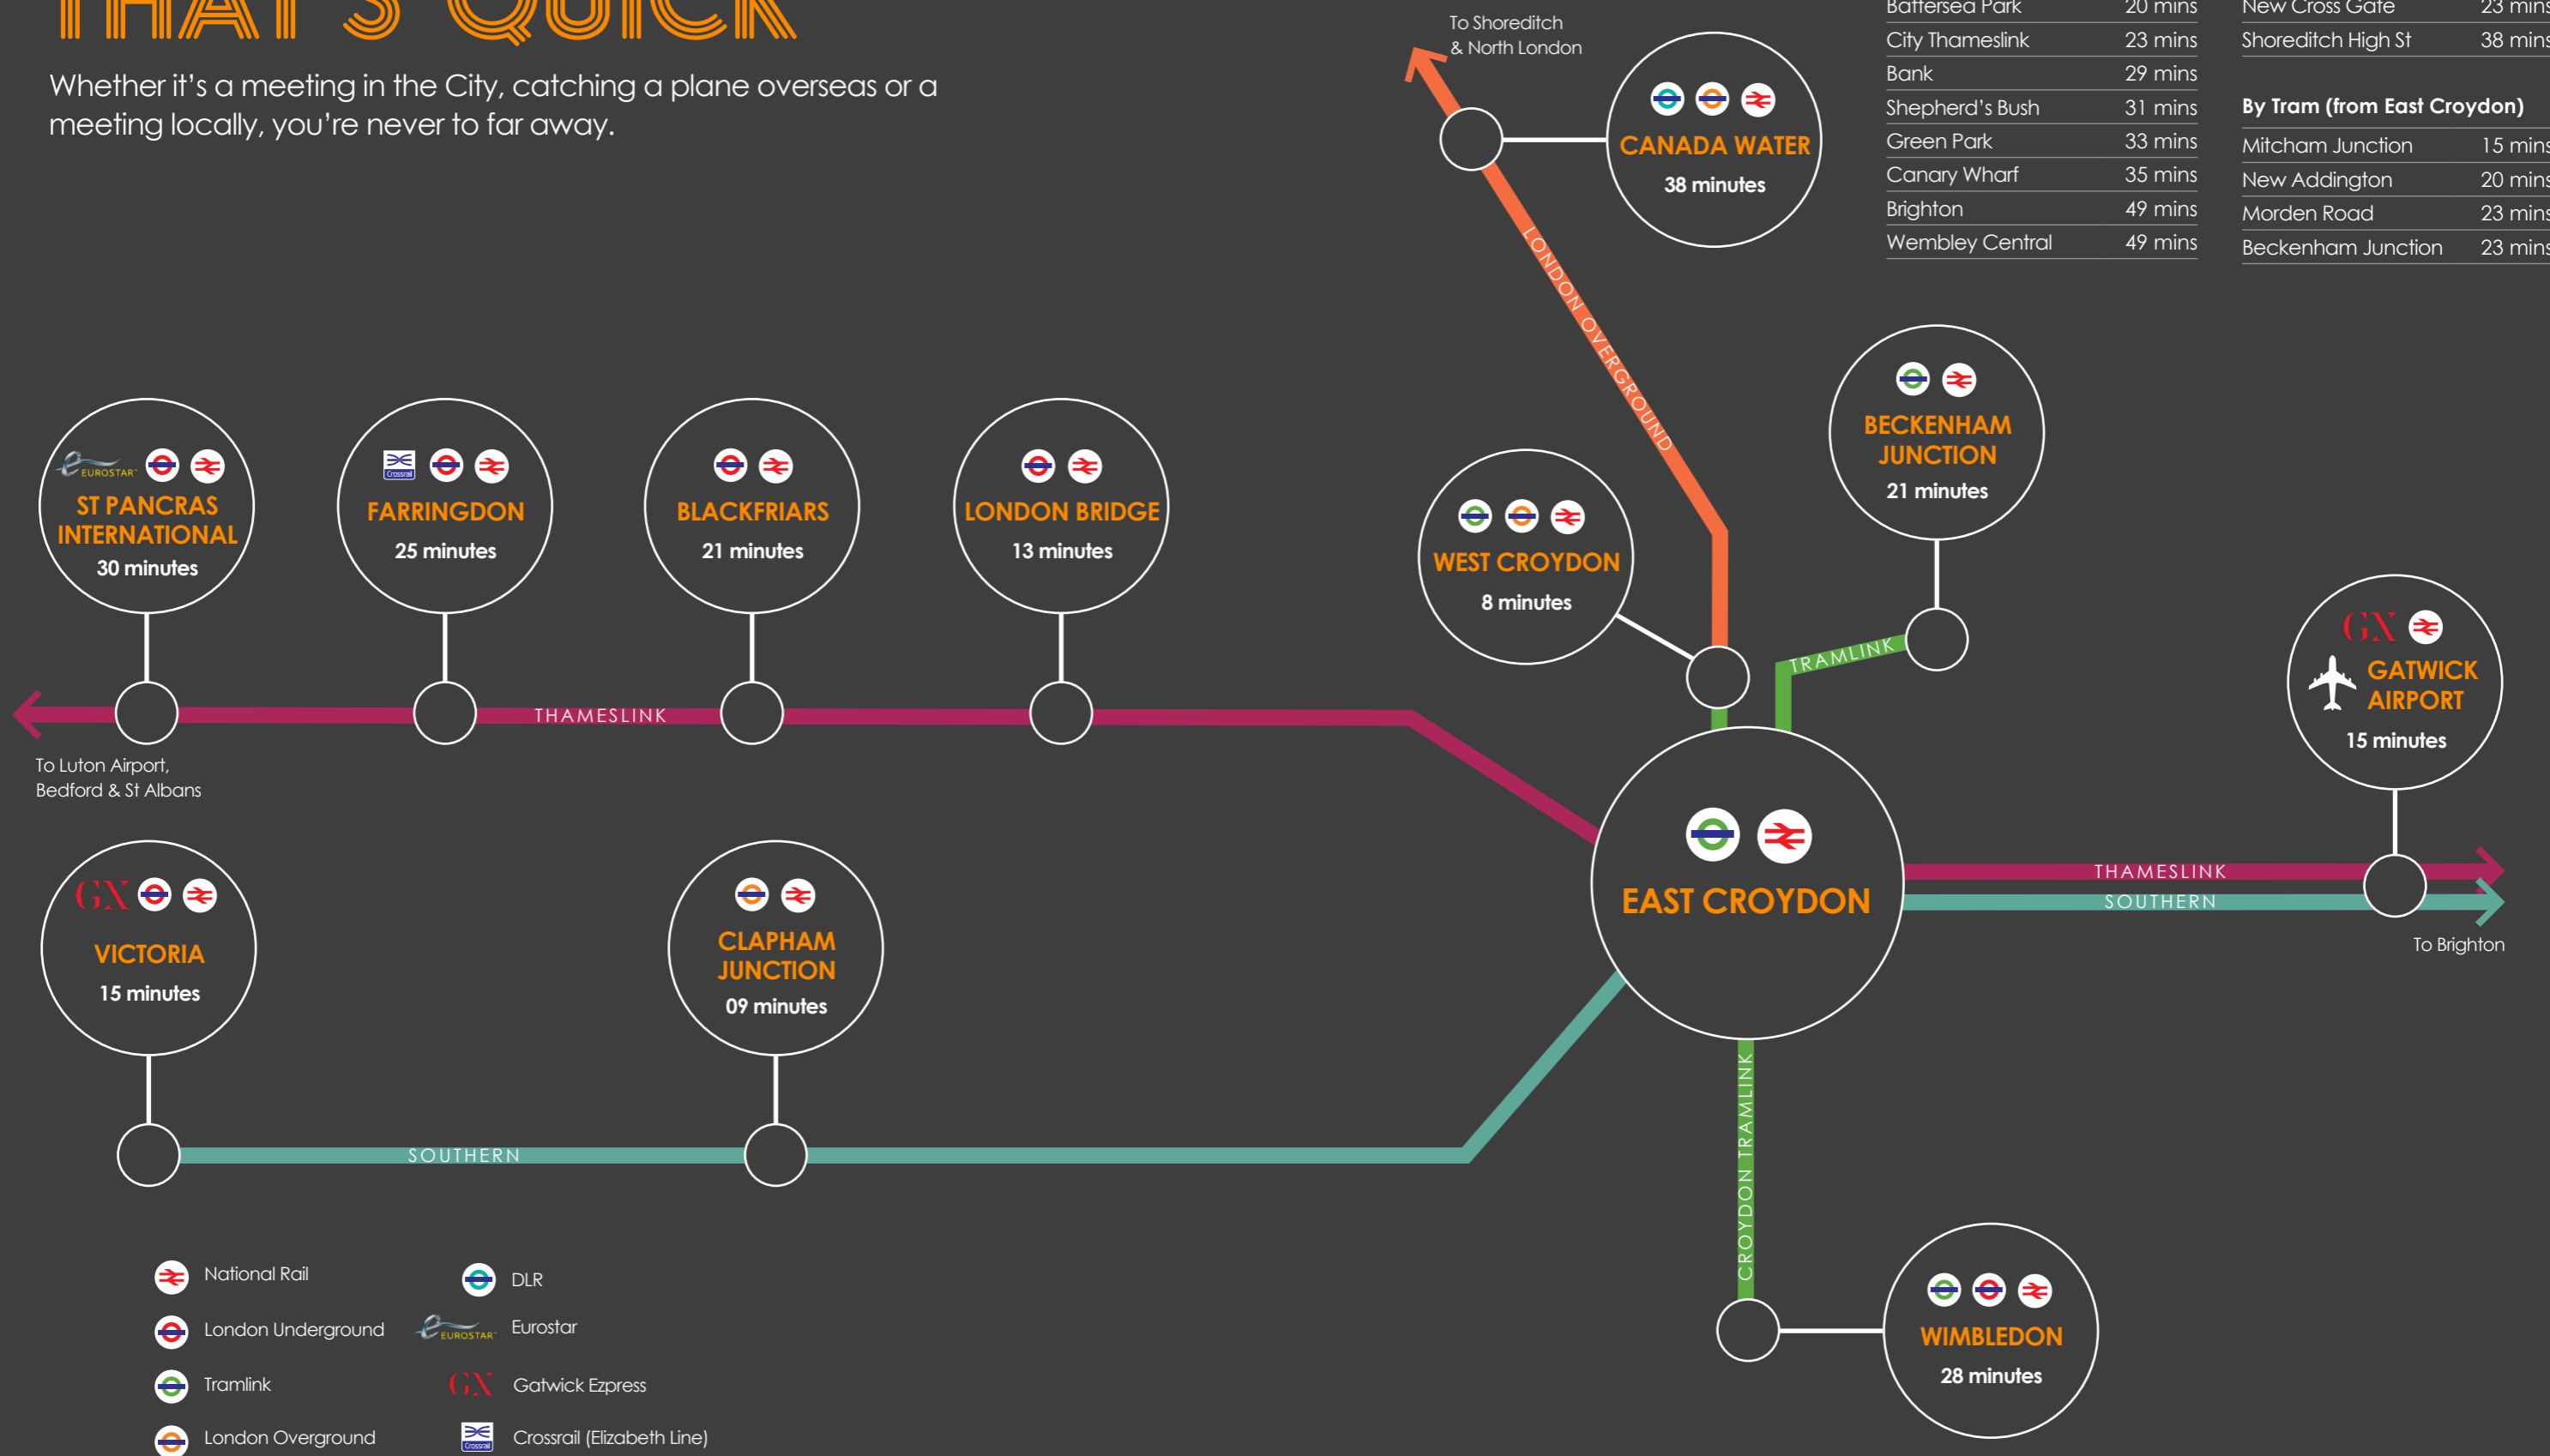 THAT'S QUICK
Whether it's a meeting in the City, catching a plane overseas or a
meeting locally, you're never to far away.
To Shoreditch
& North London
CANADA WATER
38 minutes
Battersea Park 20 mins
City Thameslink 23 mins
Bank 29 mins
Shepherd's Bush 31 mins
Green Park 33 mins
Canary Wharf 35 mins
Brighton 49 mins
Wembley Central 49 mins
New Cross Gate 23 mins
Shoreditch High St 38 mins
By Tram (from East Croydon)
Mitcham Junction 15 mins
New Addington 20 mins
Morden Road 23 mins
Beckenham Junction 23 mins
LONDON OVERGROUND
EUROSTAR
ST PANCRAS
INTERNATIONAL
30 minutes
Crossrail
FARRINGDON
25 minutes
BLACKFRIARS
21 minutes
LONDON BRIDGE
13 minutes
WEST CROYDON
8 minutes
BECKENHAM
JUNCTION
21 minutes
TRAMLINK
GX
GATWICK
AIRPORT
15 minutes
THAMESLINK
To Luton Airport,
Bedford & St Albans
GX
VICTORIA
15 minutes
CLAPHAM
JUNCTION
09 minutes
EAST CROYDON
THAMESLINK
SOUTHERN
To Brighton
SOUTHERN
CROYDON TRAMLINK
WIMBLEDON
28 minutes
National Rail
London Underground
Tramlink
London Overground
DLR
EUROSTAR Eurostar
GX Gatwick Ezpress
Crossrail Crossrail (Elizabeth Line)